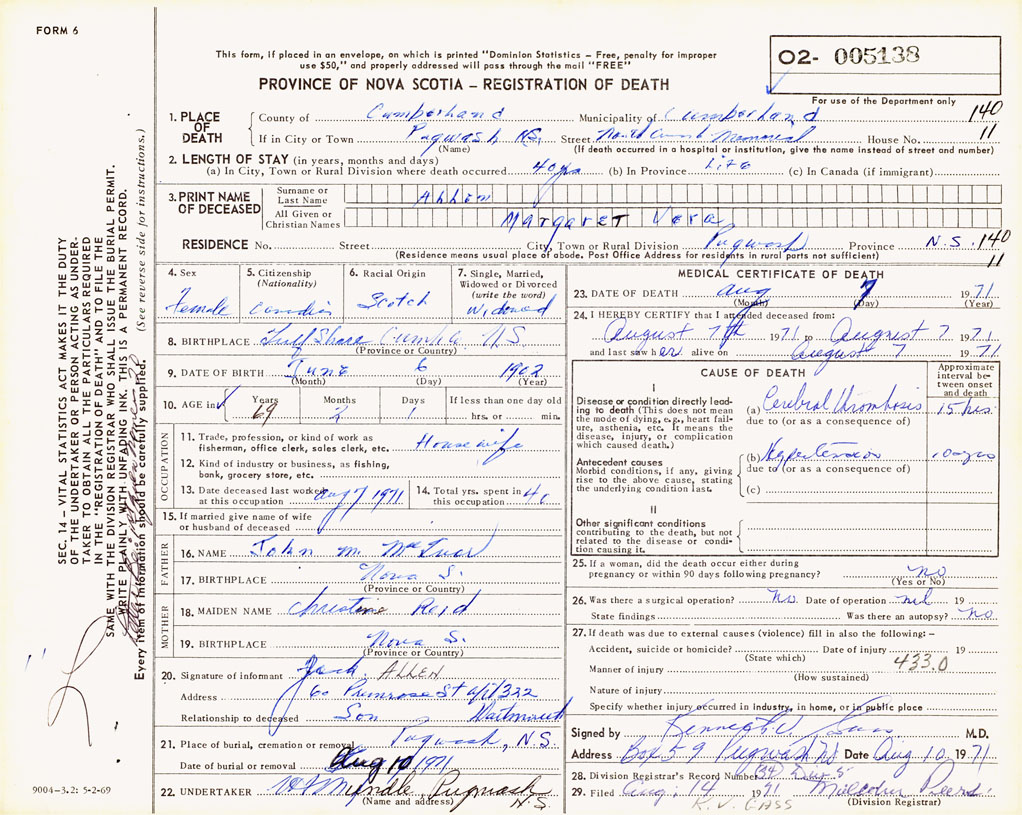 FORM 6
This form, if placed in an envelope, on which is printed "Dominion Statistics – Free, penalty for improper
use $50," and properly addressed will pass through the mail "FREE"
02- 005138
PROVINCE OF NOVA SCOTIA – REGISTRATION OF DEATH
For use of the Department only
1. PLACE OF DEATH
County of Cumberland Municipality of Cumberland 140
If in City or Town Pugwash N.S. Street North Cumb Memorial House No. 11
(Name) (If death occurred in a hospital or institution, give the name instead of street and number)
2. LENGTH OF STAY (in years, months and days)
(a) In City, Town or Rural Division where death occurred 40 yrs (b) In Province Life (c) In Canada (if immigrant)
3. PRINT NAME OF DECEASED
Surname or Last Name Allen
All Given or Christian Names Margaret Vera
RESIDENCE No. Street City, Town or Rural Division Pugwash Province N.S. 140
(Residence means usual place of abode. Post Office Address for residents in rural parts not sufficient) 11
4. Sex Female
5. Citizenship (Nationality) Canadian
6. Racial Origin Scotch
7. Single, Married, Widowed or Divorced (write the word) Widowed
8. BIRTHPLACE Gulf Shore Cumb. N.S.
(Province or Country)
9. DATE OF BIRTH June 6 1902
(Month) (Day) (Year)
10. AGE in Years 69 Months 2 Days 1 If less than one day old hrs. or min.
OCCUPATION
11. Trade, profession, or kind of work as fisherman, office clerk, sales clerk, etc. Housewife
12. Kind of industry or business, as fishing, bank, grocery store, etc.
13. Date deceased last worked at this occupation Aug 7 1971
14. Total yrs. spent in this occupation 40
15. If married give name of wife or husband of deceased
FATHER
16. NAME John M.
17. BIRTHPLACE Nova S.
(Province or Country)
MOTHER
18. MAIDEN NAME Christine Reid
19. BIRTHPLACE Nova S.
(Province or Country)
20. Signature of informant Jack ALLEN
Address 60 Primrose St 322
Relationship to deceased Son Dartmouth
21. Place of burial, cremation or removal Pugwash, N.S.
Date of burial or removal Aug 10 1971
22. UNDERTAKER Pugwash N.S.
(Name and address)
MEDICAL CERTIFICATE OF DEATH
23. DATE OF DEATH Aug 7 1971
(Month) (Day) (Year)
24. I HEREBY CERTIFY that I attended deceased from:
August 7th 1971 to August 7 1971
and last saw her alive on August 7 1971
CAUSE OF DEATH
Approximate interval between onset and death
I
Disease or condition directly leading to death (This does not mean the mode of dying, e.g., heart failure, asthenia, etc. It means the disease, injury, or complication which caused death.)
(a) Cerebral thrombosis 15 hrs.
due to (or as a consequence of)
Antecedent causes
Morbid conditions, if any, giving rise to the above cause, stating the underlying condition last.
(b) Hypertension 10 yrs
due to (or as a consequence of)
(c)
II
Other significant conditions contributing to the death, but not related to the disease or condition causing it.
25. If a woman, did the death occur either during pregnancy or within 90 days following pregnancy? no
(Yes or No)
26. Was there a surgical operation? no Date of operation nil 19
State findings Was there an autopsy? no
27. If death was due to external causes (violence) fill in also the following: –
Accident, suicide or homicide? Date of injury 19
(State which) 433.0
Manner of injury
(How sustained)
Nature of injury
Specify whether injury occurred in industry, in home, or in public place
Signed by Kenneth M.D.
Address Box 59 Pugwash NS Date Aug 10, 1971
28. Division Registrar's Record Number
29. Filed Aug. 14 1971 Malcolm
(Division Registrar)
K. V. GASS
SEC. 14 – VITAL STATISTICS ACT MAKES IT THE DUTY
OF THE UNDERTAKER OR PERSON ACTING AS UNDER-
TAKER TO OBTAIN ALL THE PARTICULARS REQUIRED
IN THE "REGISTRATION OF DEATH" AND TO FILE THE
SAME WITH THE DIVISION REGISTRAR WHO SHALL ISSUE THE BURIAL PERMIT.
WRITE PLAINLY WITH UNFADING INK. THIS IS A PERMANENT RECORD.
Every item of information should be carefully supplied. (See reverse side for instructions.)
9004-3.2: 5-2-69